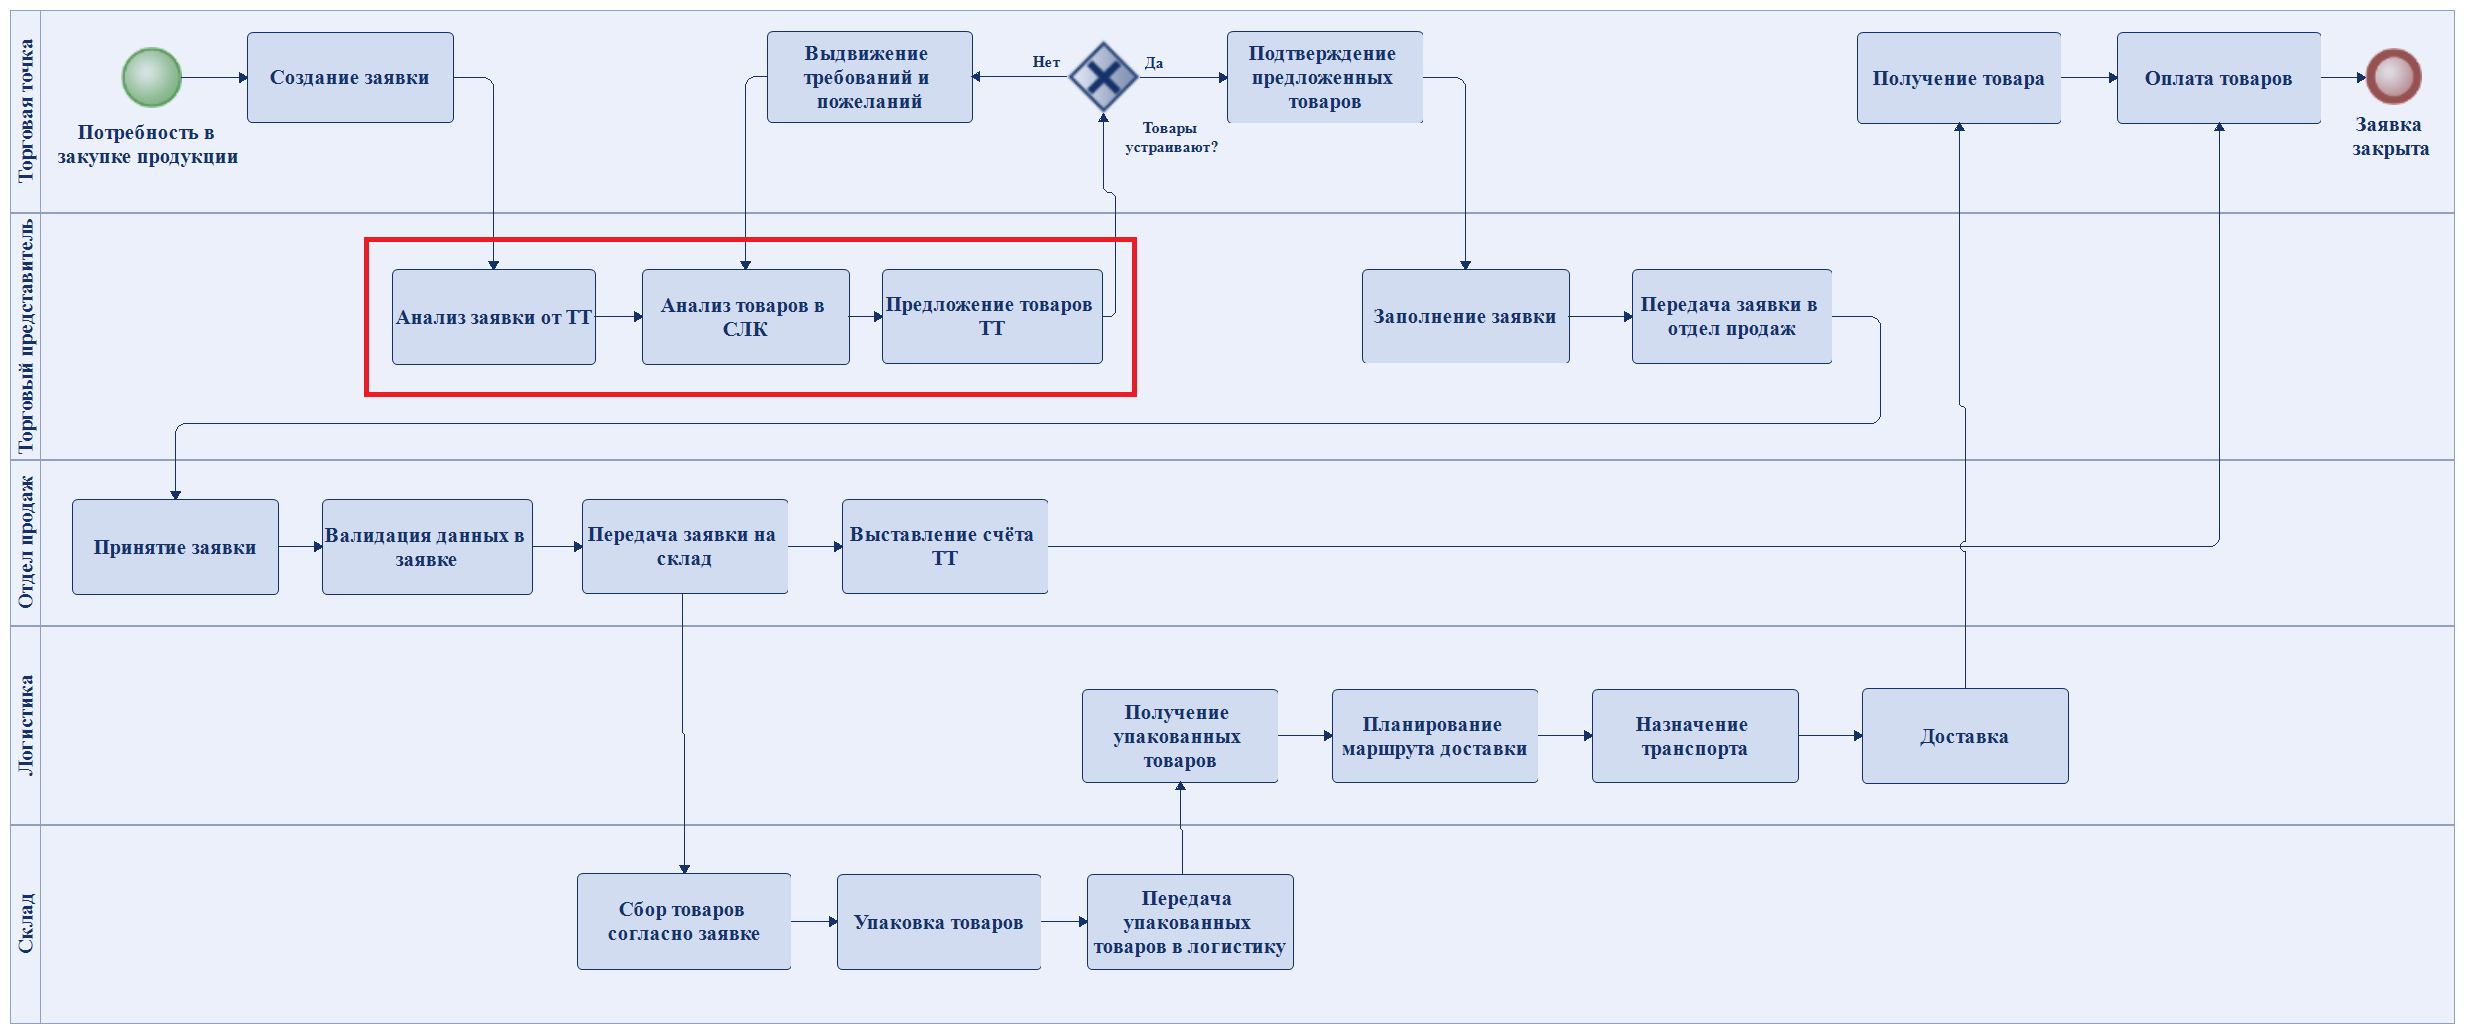 Торговая точка
Потребность в
закупке продукции
Создание заявки
Выдвижение
требований и
пожеланий
Нет
Да
Товары
устраивают?
Подтверждение
предложенных
товаров
Получение товара
Оплата товаров
Заявка
закрыта
Торговый представитель
Анализ заявки от ТТ
Анализ товаров в
СЛК
Предложение товаров
ТТ
Заполнение заявки
Передача заявки в
отдел продаж
Отдел продаж
Принятие заявки
Валидация данных в
заявке
Передача заявки на
склад
Выставление счёта
ТТ
Логистика
Получение
упакованных
товаров
Планирование
маршрута доставки
Назначение
транспорта
Доставка
Склад
Сбор товаров
согласно заявке
Упаковка товаров
Передача
упакованных
товаров в логистику